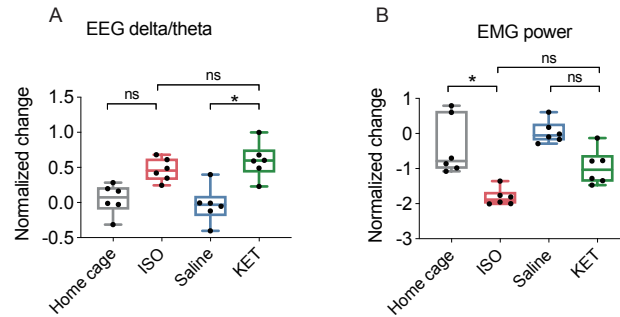 A
EEG delta/theta
ns
ns
*
Normalized change
1.5
1.0
0.5
0.0
-0.5
Home cage
ISO
Saline
KET
B
EMG power
ns
*
ns
Normalized change
1
0
-1
-2
-3
Home cage
ISO
Saline
KET